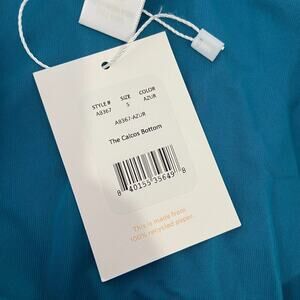 STYLE # SIZE COLOR
A8367 S AZUR
A8367-AZUR
The Caicos Bottom
8 40155 35649 8
This is made from
100% recycled paper.